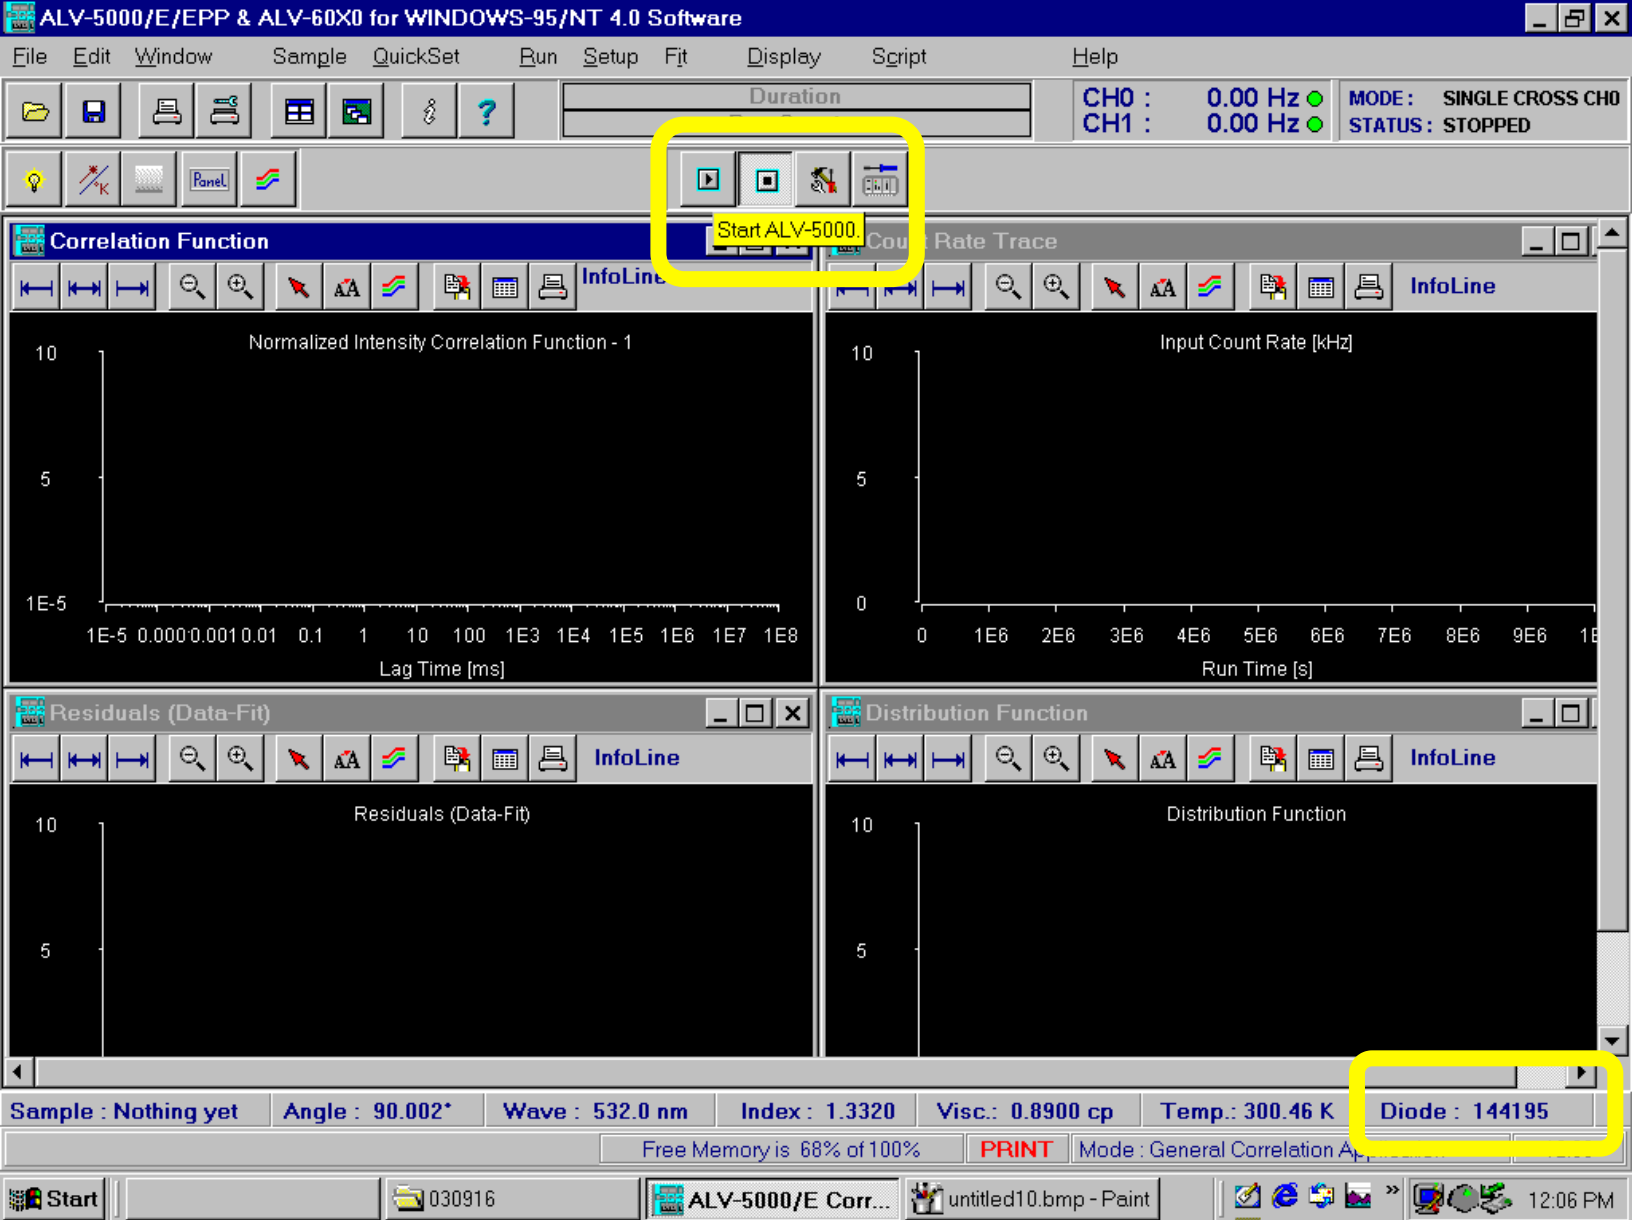 ALV-5000/E/EPP & ALV-60X0 for WINDOWS-95/NT 4.0 Software
File Edit Window Sample QuickSet Run Setup Fit Display Script Help
Duration
CH0 : 0.00 Hz
CH1 : 0.00 Hz
MODE : SINGLE CROSS CH0
STATUS : STOPPED
K
Panel
Start ALV-5000.
Correlation Function
InfoLine
Normalized Intensity Correlation Function - 1
10
5
1E-5
1E-5 0.000 0.001 0.01 0.1 1 10 100 1E3 1E4 1E5 1E6 1E7 1E8
Lag Time [ms]
Count Rate Trace
InfoLine
Input Count Rate [kHz]
10
5
0
0 1E6 2E6 3E6 4E6 5E6 6E6 7E6 8E6 9E6
Run Time [s]
Residuals (Data-Fit)
InfoLine
Residuals (Data-Fit)
10
5
Distribution Function
InfoLine
Distribution Function
10
5
Sample : Nothing yet Angle : 90.002° Wave : 532.0 nm Index : 1.3320 Visc.: 0.8900 cp Temp.: 300.46 K Diode : 144195
Free Memory is 68% of 100% PRINT Mode : General Correlation
Start 030916 ALV-5000/E Corr... untitled10.bmp - Paint » 12:06 PM